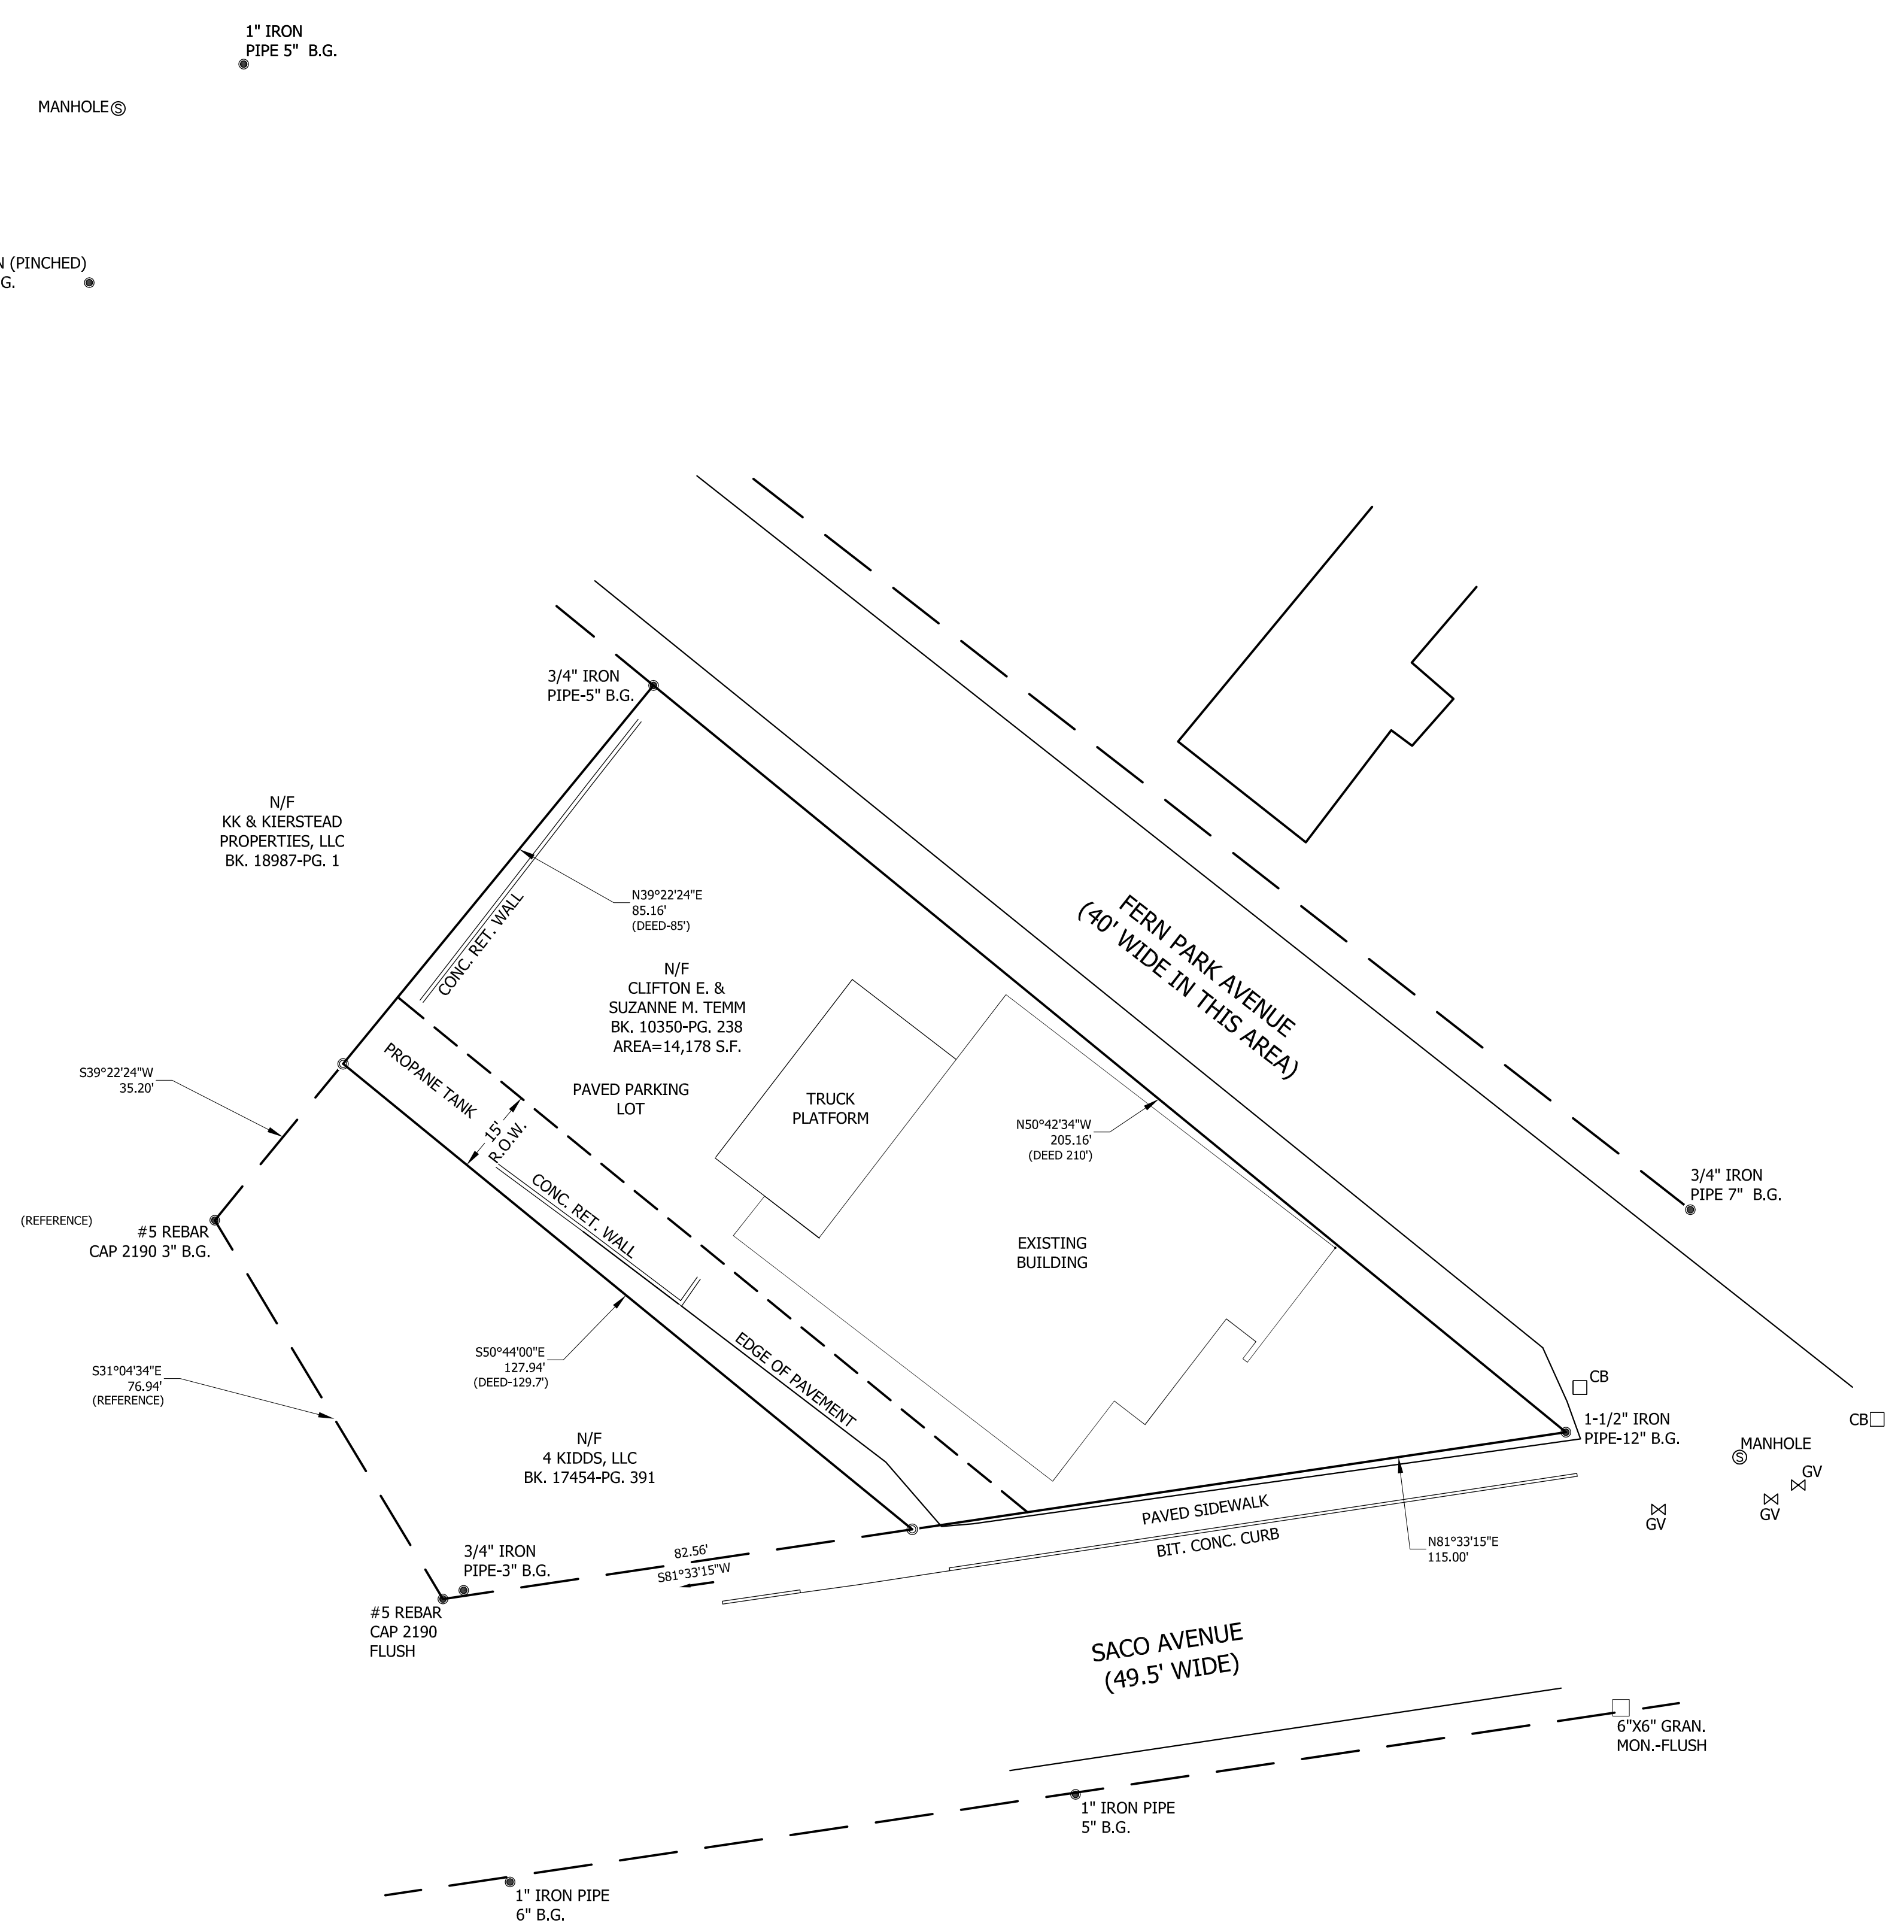 1" IRON
PIPE 5" B.G.
MANHOLE
S
(PINCHED)
G.
3/4" IRON
PIPE-5" B.G.
N/F
KK & KIERSTEAD
PROPERTIES, LLC
BK. 18987-PG. 1
CONC. RET. WALL
N39°22'24"E
85.16'
(DEED-85')
FERN PARK AVENUE
(40' WIDE IN THIS AREA)
N/F
CLIFTON E. &
SUZANNE M. TEMM
BK. 10350-PG. 238
AREA=14,178 S.F.
PAVED PARKING
LOT
PROPANE TANK
15'
R.O.W.
TRUCK
PLATFORM
S39°22'24"W
35.20'
(REFERENCE)
#5 REBAR
CAP 2190 3" B.G.
N50°42'34"W
205.16'
(DEED 210')
3/4" IRON
PIPE 7" B.G.
CONC. RET. WALL
EXISTING
BUILDING
EDGE OF PAVEMENT
S50°44'00"E
127.94'
(DEED-129.7')
S31°04'34"E
76.94'
(REFERENCE)
N/F
4 KIDDS, LLC
BK. 17454-PG. 391
CB
1-1/2" IRON
PIPE-12" B.G.
CB
MANHOLE
S
GV
GV
GV
PAVED SIDEWALK
BIT. CONC. CURB
N81°33'15"E
115.00'
3/4" IRON
PIPE-3" B.G.
82.56'
S81°33'15"W
#5 REBAR
CAP 2190
FLUSH
SACO AVENUE
(49.5' WIDE)
6"X6" GRAN.
MON.-FLUSH
1" IRON PIPE
5" B.G.
1" IRON PIPE
6" B.G.